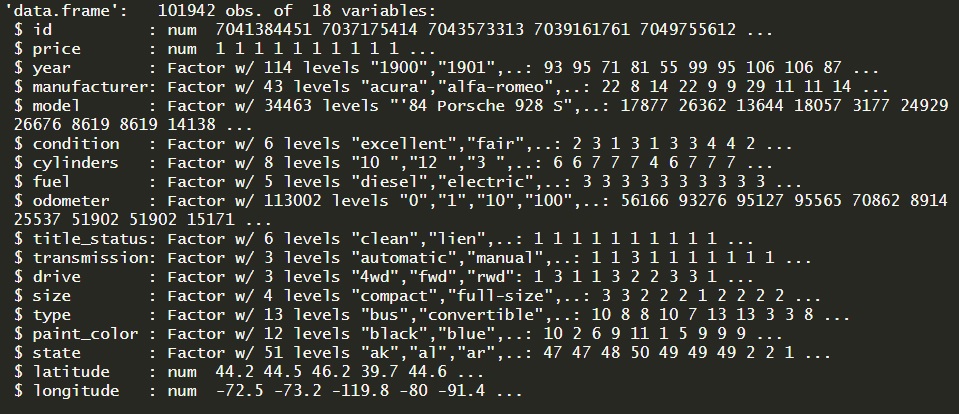 'data.frame':   101942 obs. of  18 variables:
 $ id          : num  7041384451 7037175414 7043573313 7039161761 7049755612 ...
 $ price       : num  1 1 1 1 1 1 1 1 1 1 ...
 $ year        : Factor w/ 114 levels "1900","1901",..: 93 95 71 81 55 99 95 106 106 87 ...
 $ manufacturer: Factor w/ 43 levels "acura","alfa-romeo",..: 22 8 14 22 9 9 29 11 11 14 ...
 $ model       : Factor w/ 34463 levels "'84 Porsche 928 S",..: 17877 26362 13644 18057 3177 24929
26676 8619 8619 14138 ...
 $ condition   : Factor w/ 6 levels "excellent","fair",..: 2 3 1 3 1 3 3 4 4 2 ...
 $ cylinders   : Factor w/ 8 levels "10 ","12 ","3 ",..: 6 6 7 7 7 4 6 7 7 7 ...
 $ fuel        : Factor w/ 5 levels "diesel","electric",..: 3 3 3 3 3 3 3 3 3 3 ...
 $ odometer    : Factor w/ 113002 levels "0","1","10","100",..: 56166 93276 95127 95565 70862 8914
25537 51902 51902 15171 ...
 $ title_status: Factor w/ 6 levels "clean","lien",..: 1 1 1 1 1 1 1 1 1 1 ...
 $ transmission: Factor w/ 3 levels "automatic","manual",..: 1 1 3 1 1 1 1 1 1 1 ...
 $ drive       : Factor w/ 3 levels "4wd","fwd","rwd": 1 3 1 1 3 2 2 3 3 1 ...
 $ size        : Factor w/ 4 levels "compact","full-size",..: 3 3 2 2 2 1 2 2 2 2 ...
 $ type        : Factor w/ 13 levels "bus","convertible",..: 10 8 8 10 7 13 13 3 3 8 ...
 $ paint_color : Factor w/ 12 levels "black","blue",..: 10 2 6 9 11 1 5 9 9 9 ...
 $ state       : Factor w/ 51 levels "ak","al","ar",..: 47 47 48 50 49 49 49 2 2 1 ...
 $ latitude    : num  44.2 44.5 46.2 39.7 44.6 ...
 $ longitude   : num  -72.5 -73.2 -119.8 -80 -91.4 ...